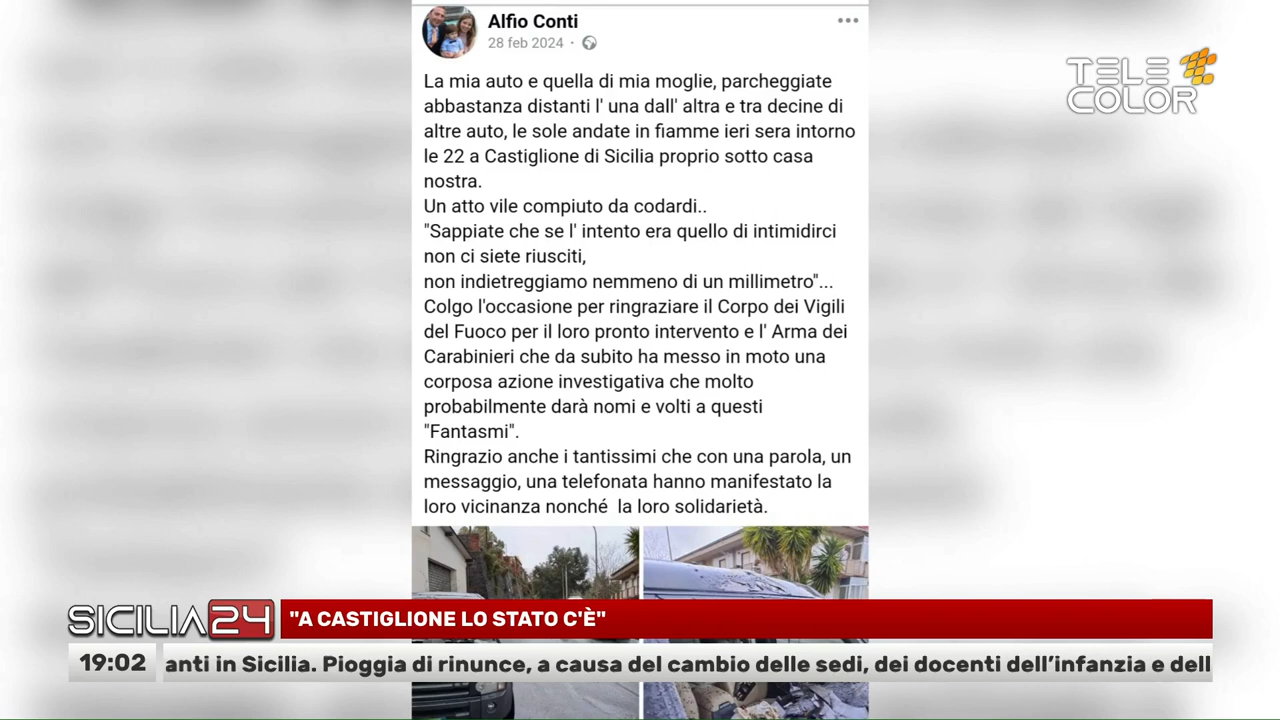 Alfio Conti
28 feb 2024 ·
TELE
COLOR
La mia auto e quella di mia moglie, parcheggiate
abbastanza distanti l' una dall' altra e tra decine di
altre auto, le sole andate in fiamme ieri sera intorno
le 22 a Castiglione di Sicilia proprio sotto casa
nostra.
Un atto vile compiuto da codardi..
"Sappiate che se l' intento era quello di intimidirci
non ci siete riusciti,
non indietreggiamo nemmeno di un millimetro"...
Colgo l'occasione per ringraziare il Corpo dei Vigili
del Fuoco per il loro pronto intervento e l' Arma dei
Carabinieri che da subito ha messo in moto una
corposa azione investigativa che molto
probabilmente darà nomi e volti a questi
"Fantasmi".
Ringrazio anche i tantissimi che con una parola, un
messaggio, una telefonata hanno manifestato la
loro vicinanza nonché  la loro solidarietà.
SICILIA24
"A CASTIGLIONE LO STATO C'È"
19:02
anti in Sicilia. Pioggia di rinunce, a causa del cambio delle sedi, dei docenti dell’infanzia e dell